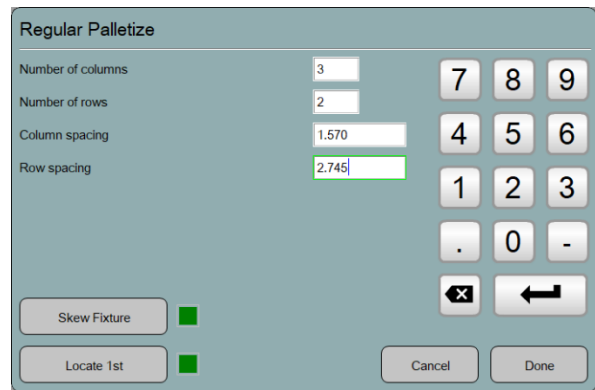 Regular Palletize
Number of columns 3
Number of rows 2
Column spacing 1.570
Row spacing 2.745
7 8 9
4 5 6
1 2 3
. 0 -
Skew Fixture
Locate 1st
Cancel Done